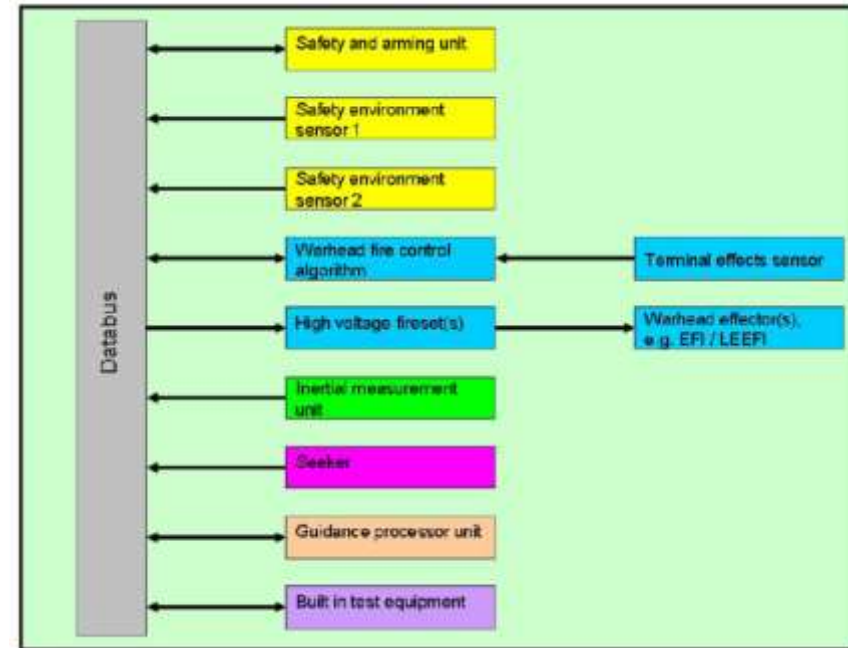 Databus
Safety and arming unit
Safety environment
sensor 1
Safety environment
sensor 2
Warhead fire control
algorithm
Terminal effects sensor
High voltage fireset(s)
Warhead effector(s),
e.g. EFI / LEEFI
Inertial measurement
unit
Seeker
Guidance processor unit
Built in test equipment